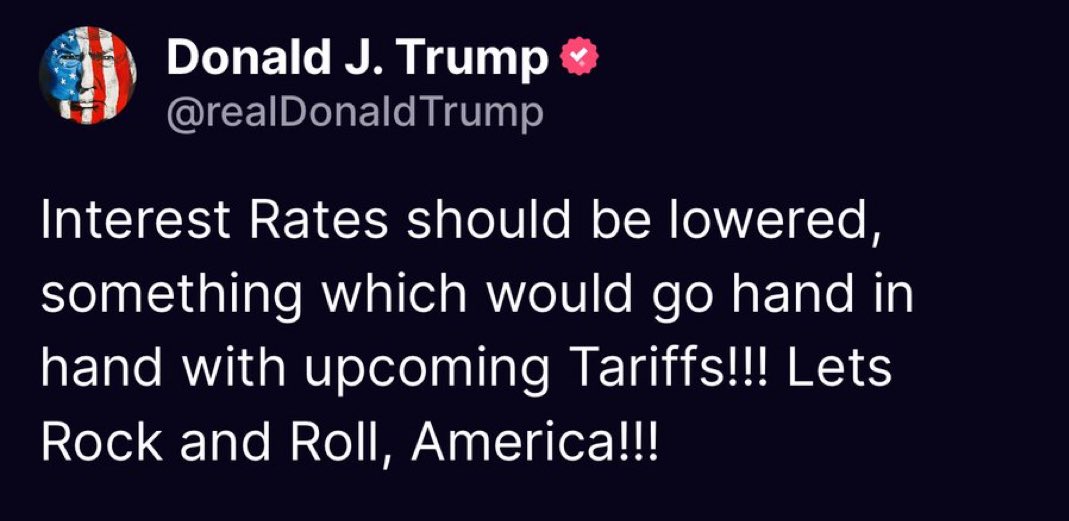 Donald J. Trump
@realDonaldTrump
Interest Rates should be lowered,
something which would go hand in
hand with upcoming Tariffs!!! Lets
Rock and Roll, America!!!